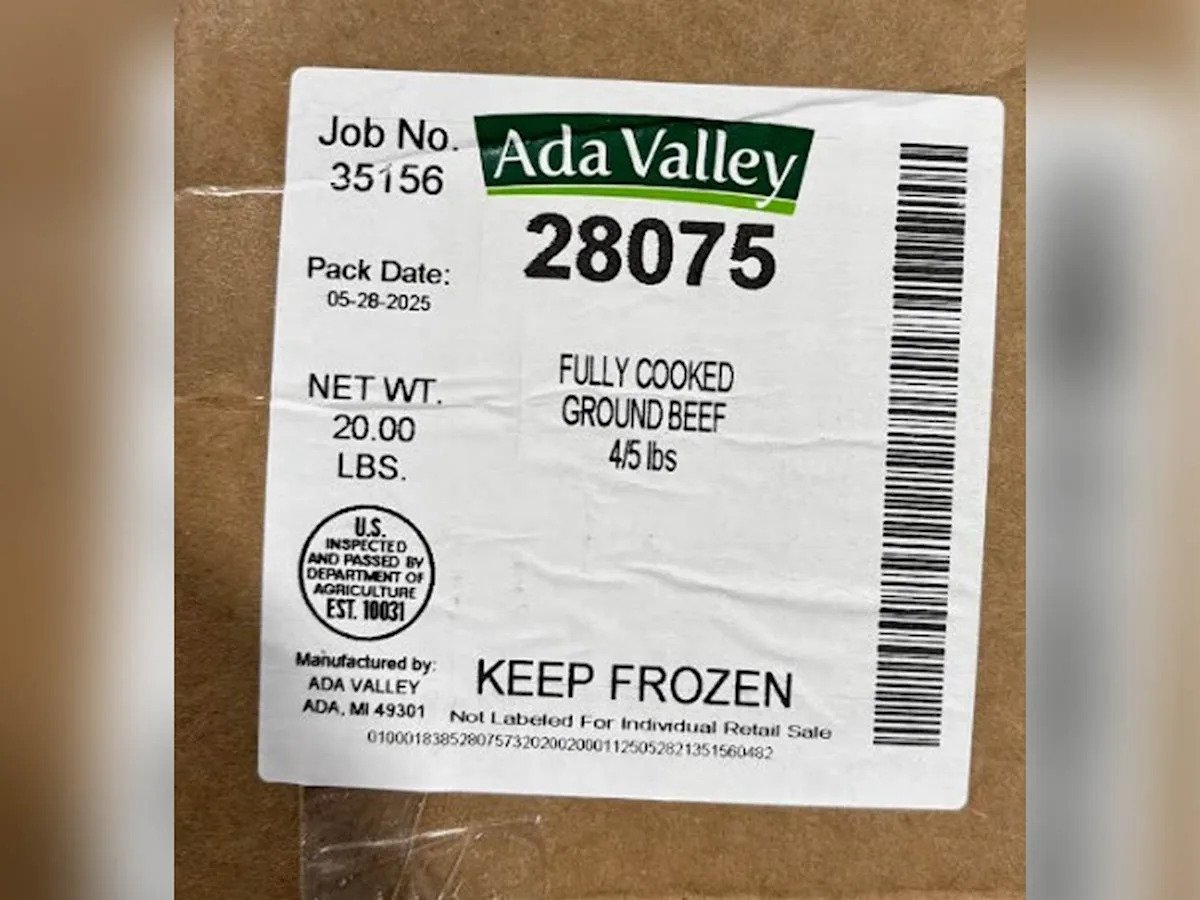 Job No.
35156
Ada Valley
28075
Pack Date:
05-28-2025
FULLY COOKED
GROUND BEEF
4/5 lbs
NET WT.
20.00
LBS.
U.S.
INSPECTED
AND PASSED BY
DEPARTMENT OF
AGRICULTURE
EST. 10031
Manufactured by:
ADA VALLEY
ADA, MI 49301
KEEP FROZEN
Not Labeled For Individual Retail Sale
01000183852807573202002000112505282135156​0482